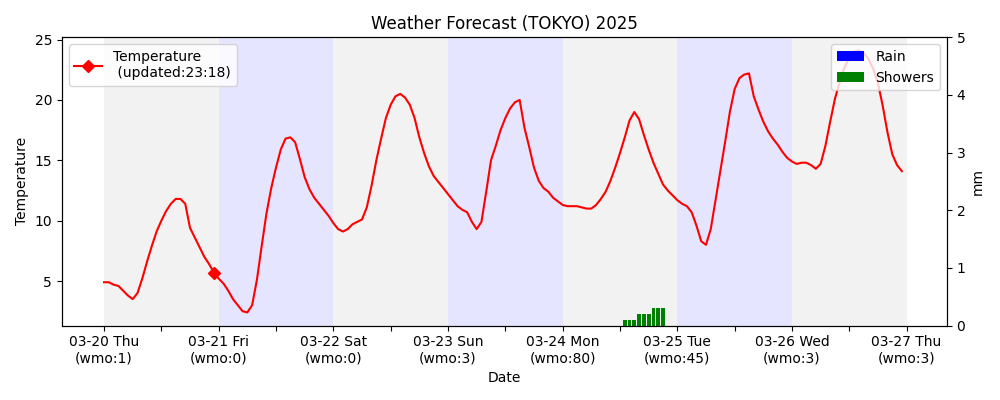 Weather Forecast (TOKYO) 2025
Temperature
(updated:23:18)
Rain
Showers
25
20
15
10
5
Temperature
5
4
3
2
1
0
mm
03-20 Thu
(wmo:1)
03-21 Fri
(wmo:0)
03-22 Sat
(wmo:0)
03-23 Sun
(wmo:3)
03-24 Mon
(wmo:80)
03-25 Tue
(wmo:45)
03-26 Wed
(wmo:3)
03-27 Thu
(wmo:3)
Date